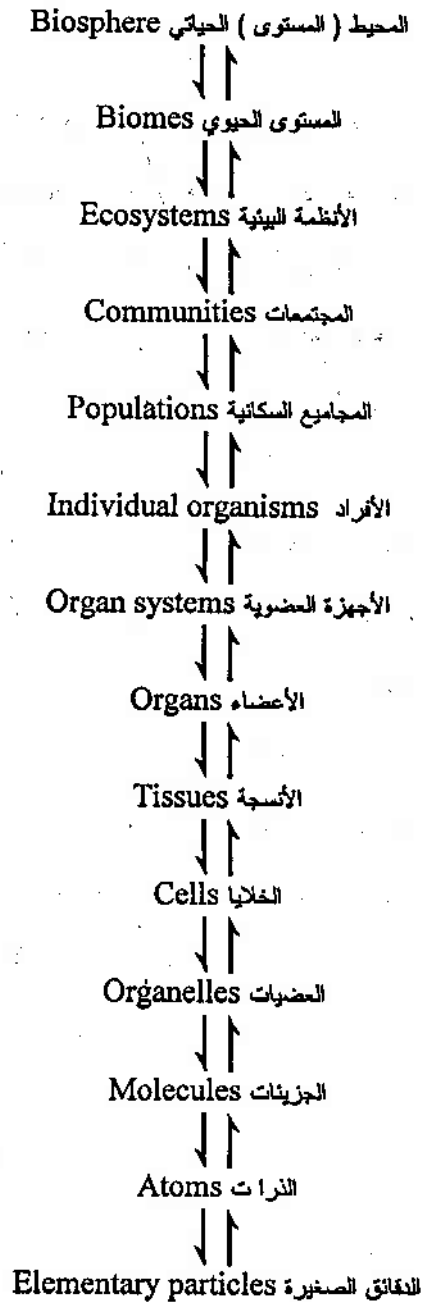 Biosphere المحيط ( المستوى ) الحياتي
Biomes المستوى الحيوي
Ecosystems الأنظمة البيئية
Communities المجتمعات
Populations المجاميع السكانية
Individual organisms الأفراد
Organ systems الأجهزة العضوية
Organs الأعضاء
Tissues الأنسجة
Cells الخلايا
Organelles العضيات
Molecules الجزيئات
Atoms الذرا ت
Elementary particles الدقائق الصغيرة